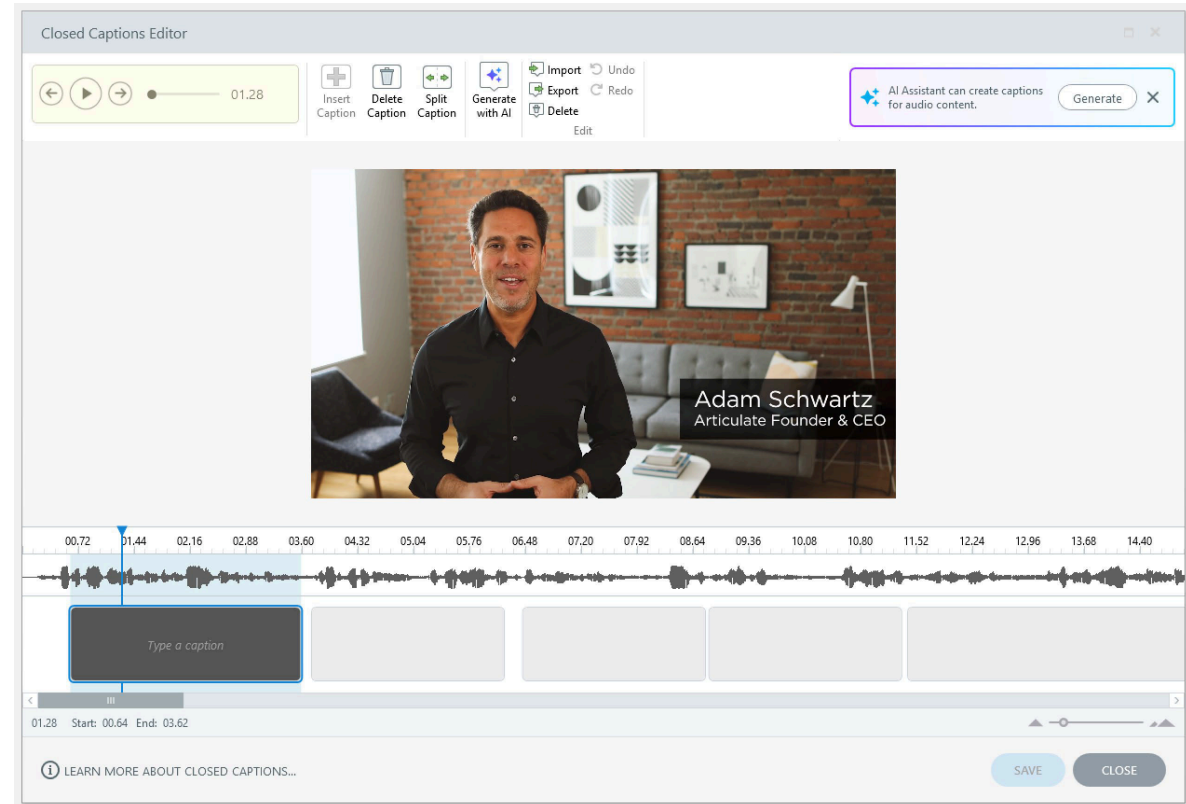 Closed Captions Editor
01.28
Insert
Caption
Delete
Caption
Split
Caption
Generate
with AI
Import
Undo
Export
Redo
Delete
Edit
AI Assistant can create captions
for audio content.
Generate
Adam Schwartz
Articulate Founder & CEO
00.72 01.44 02.16 02.88 03.60 04.32 05.04 05.76 06.48 07.20 07.92 08.64 09.36 10.08 10.80 11.52 12.24 12.96 13.68 14.40
Type a caption
01.28 Start: 00.64 End: 03.62
LEARN MORE ABOUT CLOSED CAPTIONS...
SAVE
CLOSE